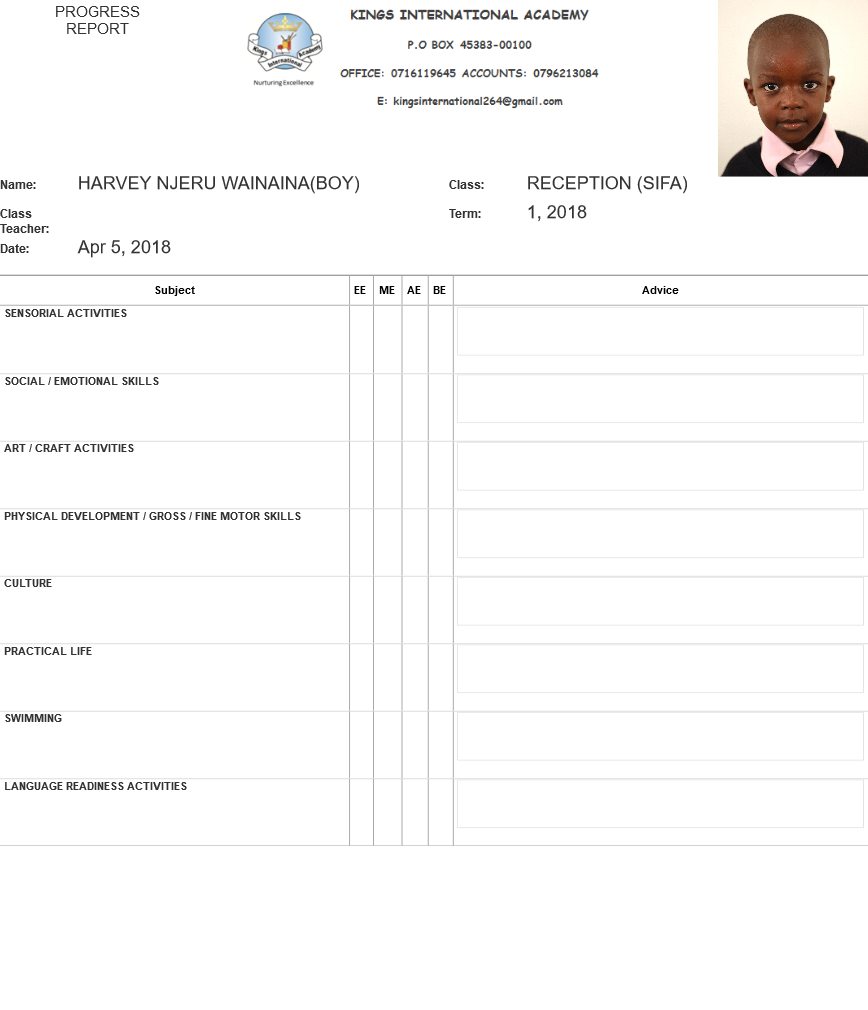 PROGRESS
REPORT
KINGS INTERNATIONAL ACADEMY
P.O BOX 45383-00100
OFFICE: 0716119645 ACCOUNTS: 0796213084
E: kingsinternational264@gmail.com
Kings Academy
International
Nurturing Excellence
Name: HARVEY NJERU WAINAINA(BOY) Class: RECEPTION (SIFA)
Class
Teacher:
Term: 1, 2018
Date: Apr 5, 2018
Subject EE ME AE BE Advice
SENSORIAL ACTIVITIES
SOCIAL / EMOTIONAL SKILLS
ART / CRAFT ACTIVITIES
PHYSICAL DEVELOPMENT / GROSS / FINE MOTOR SKILLS
CULTURE
PRACTICAL LIFE
SWIMMING
LANGUAGE READINESS ACTIVITIES